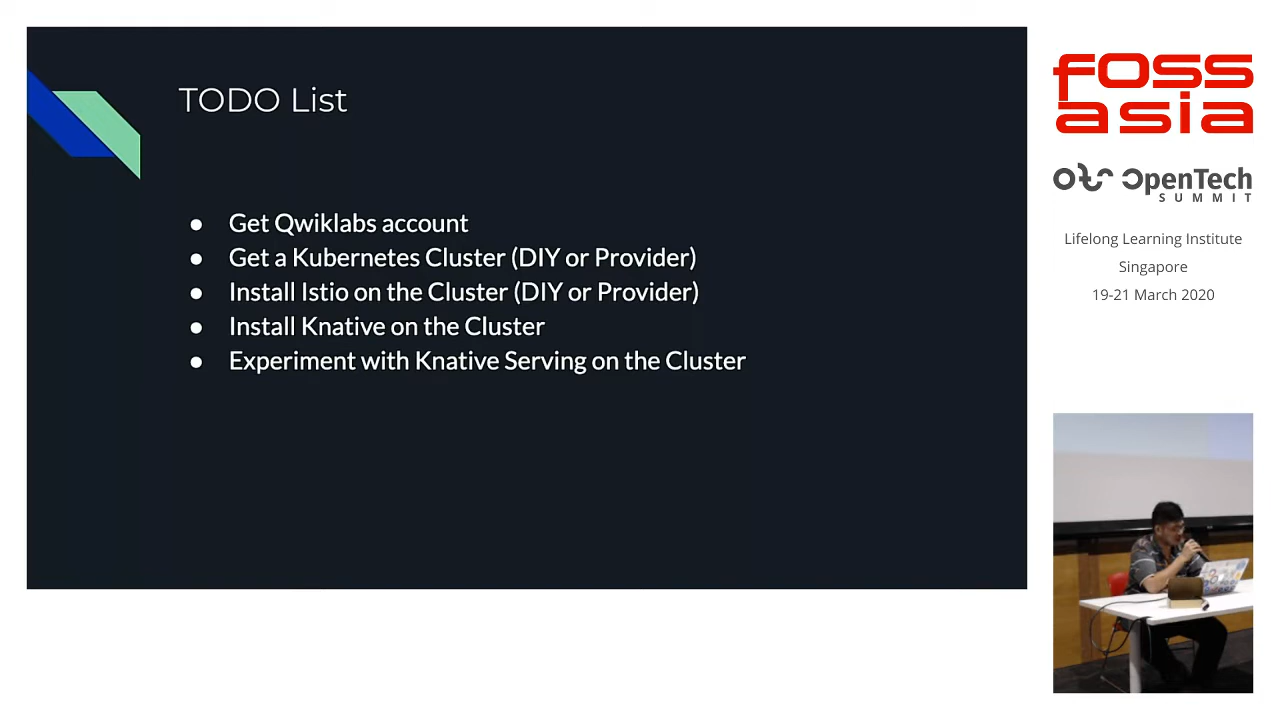 TODO List
● Get Qwiklabs account
● Get a Kubernetes Cluster (DIY or Provider)
● Install Istio on the Cluster (DIY or Provider)
● Install Knative on the Cluster
● Experiment with Knative Serving on the Cluster
FOSS
asia
OpenTech
SUMMIT
Lifelong Learning Institute
Singapore
19-21 March 2020